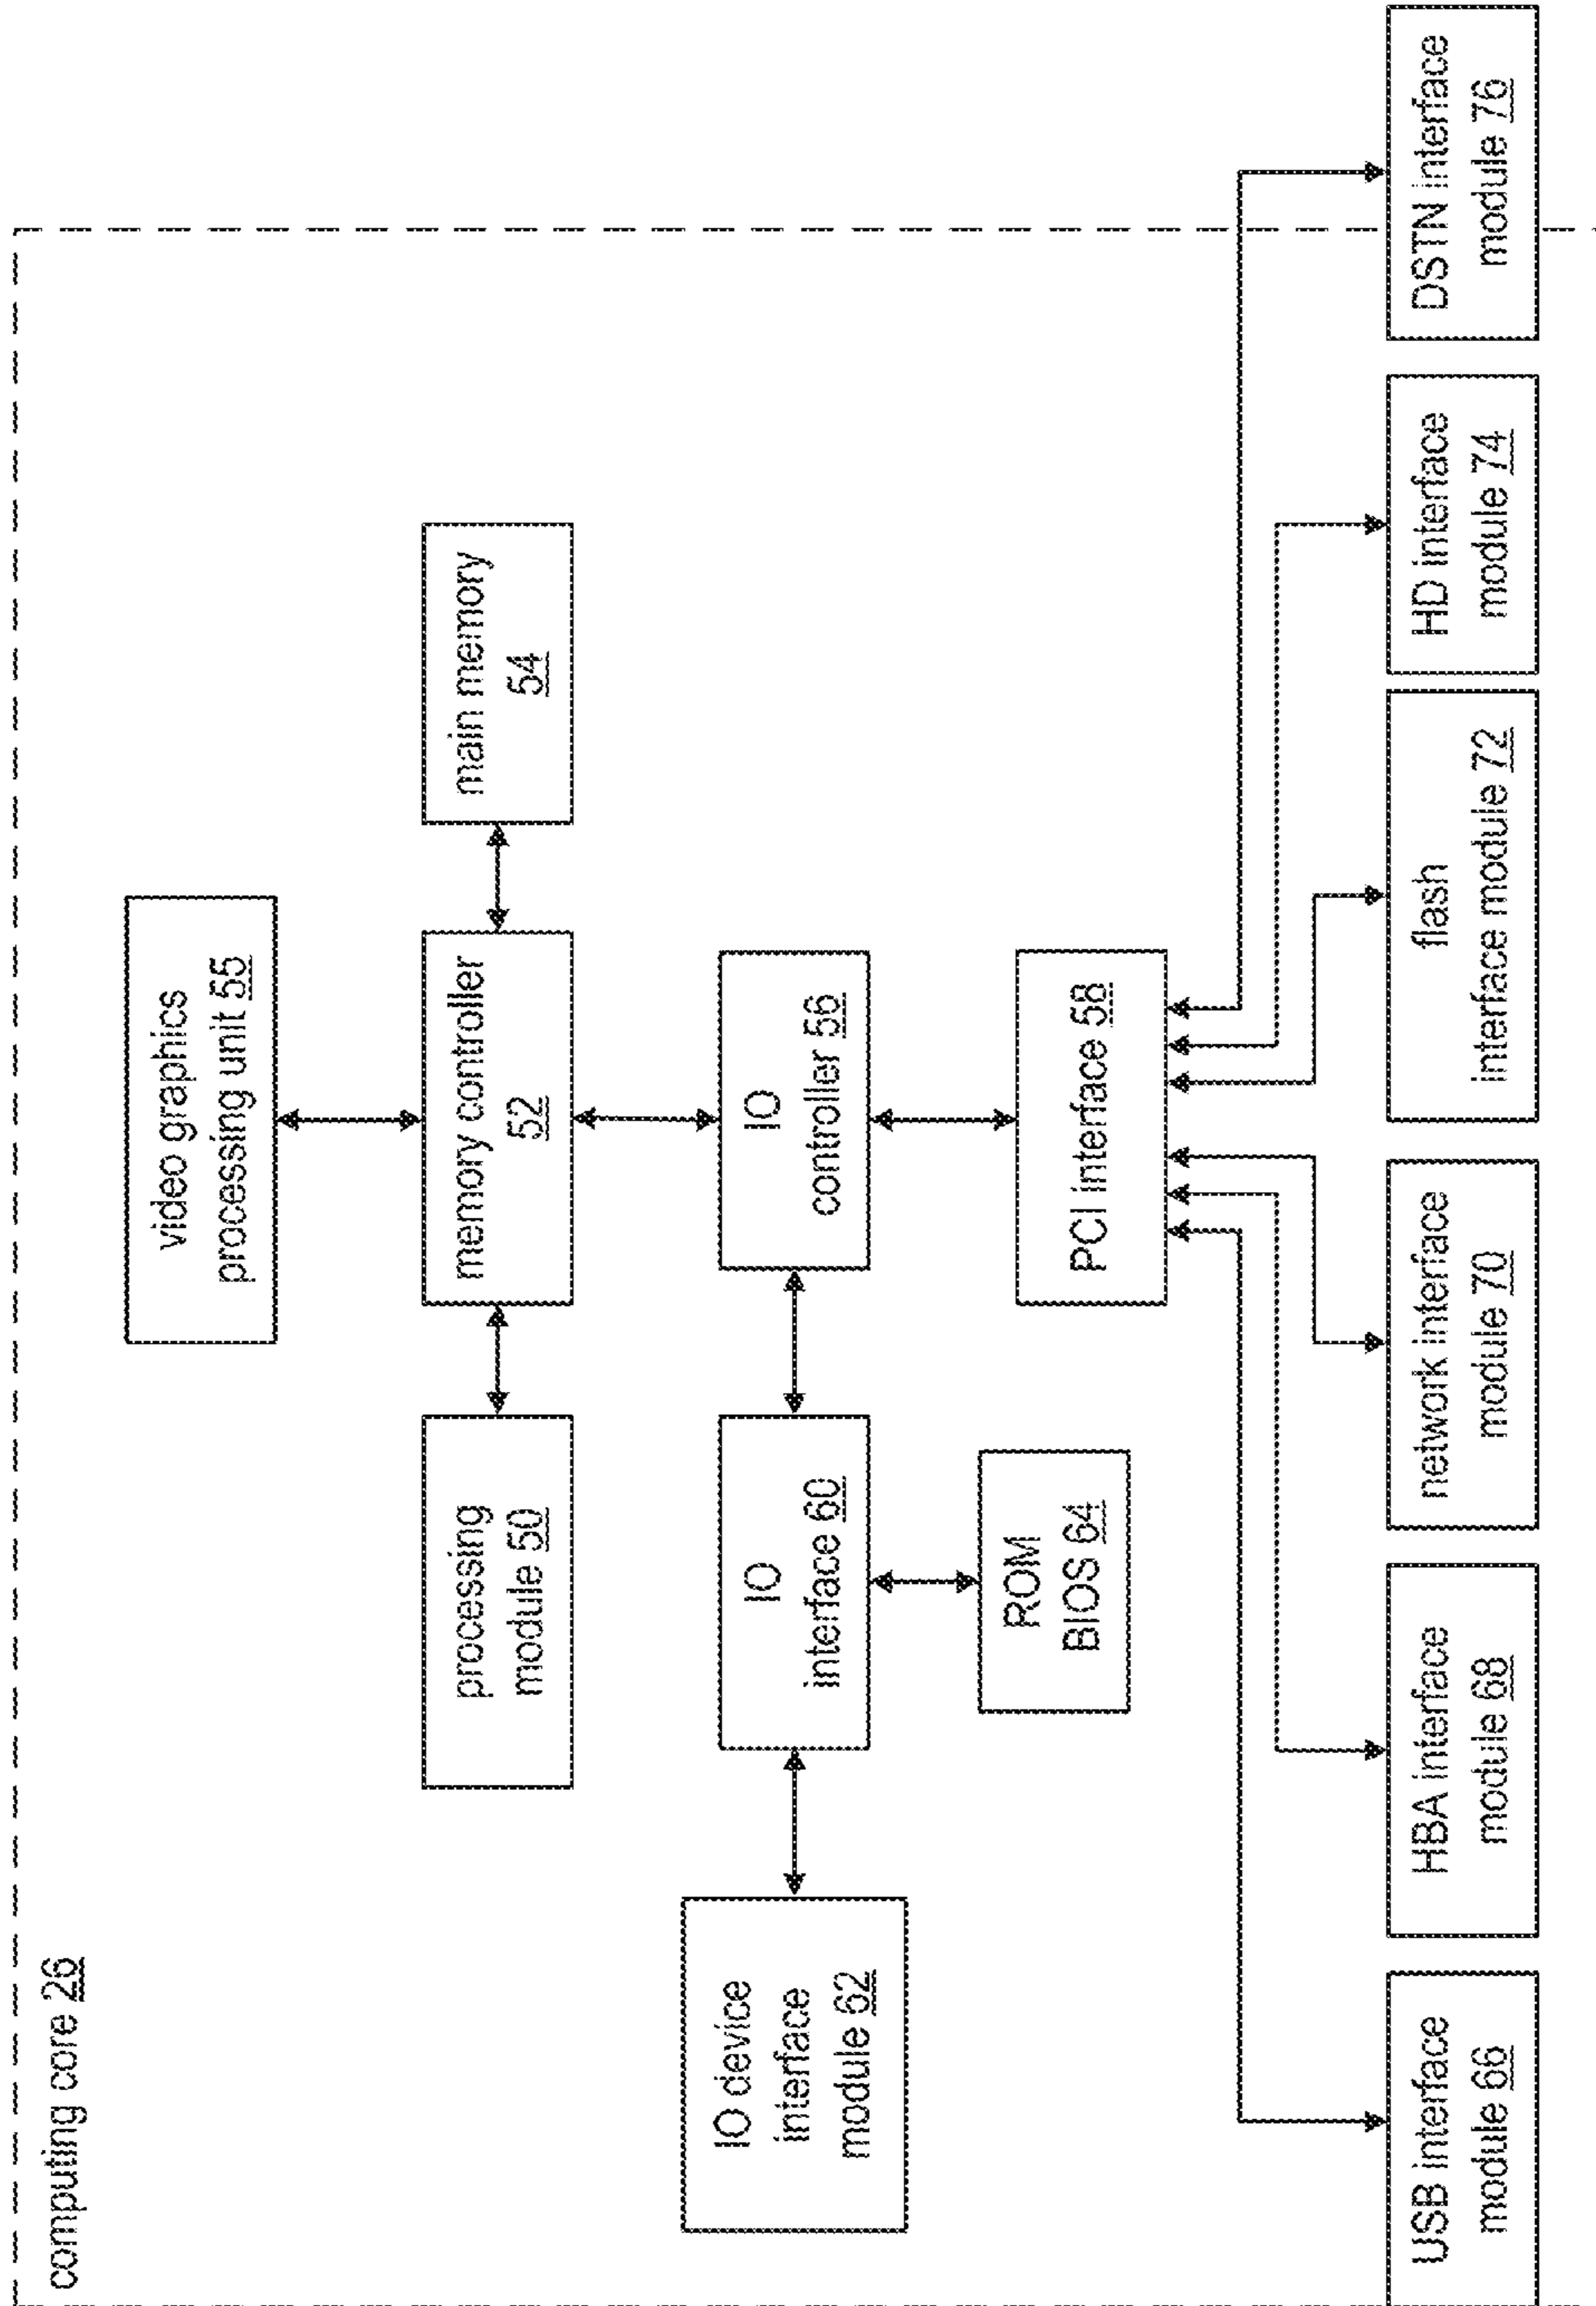 computing core 26
video graphics
processing unit 55
processing
module 50
memory controller
52
main memory
54
IO device
interface
module 62
IO
interface 60
IO
controller 56
ROM
BIOS 64
PCI interface 58
USB interface
module 66
HBA interface
module 68
network interface
module 70
flash
interface module 72
HD interface
module 74
DSTN interface
module 76